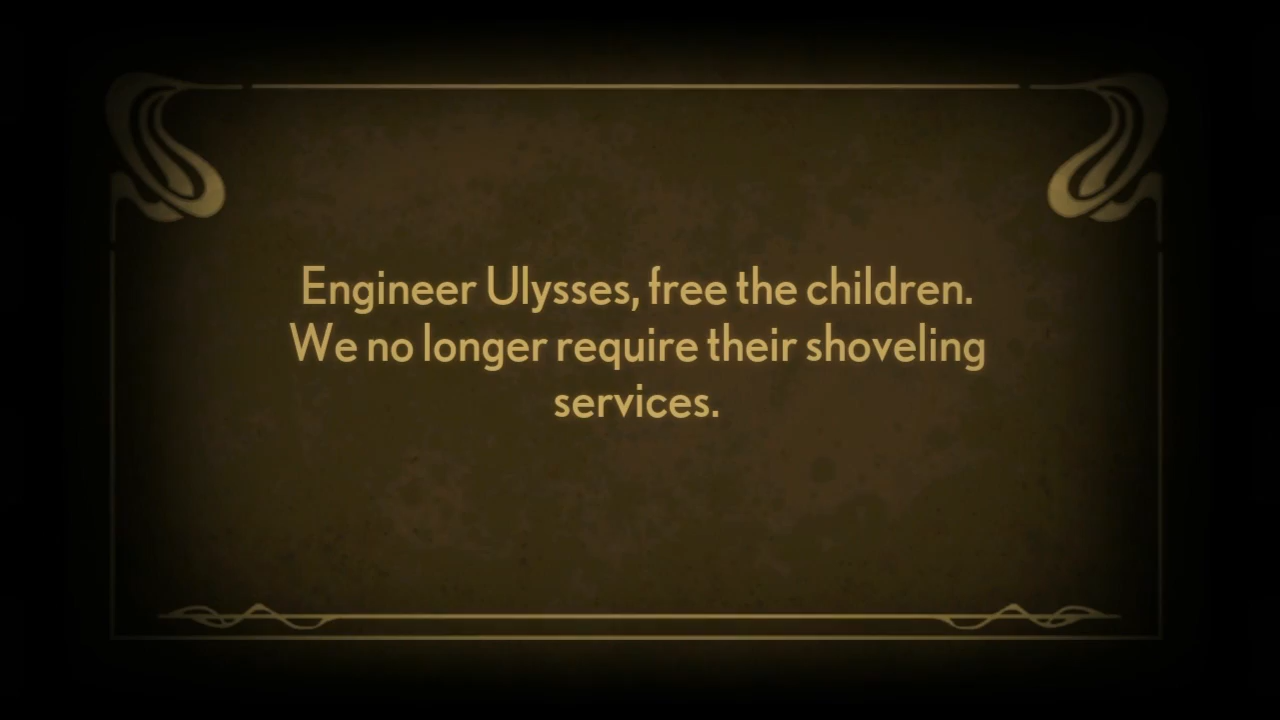 Engineer Ulysses, free the children.
We no longer require their shoveling
services.